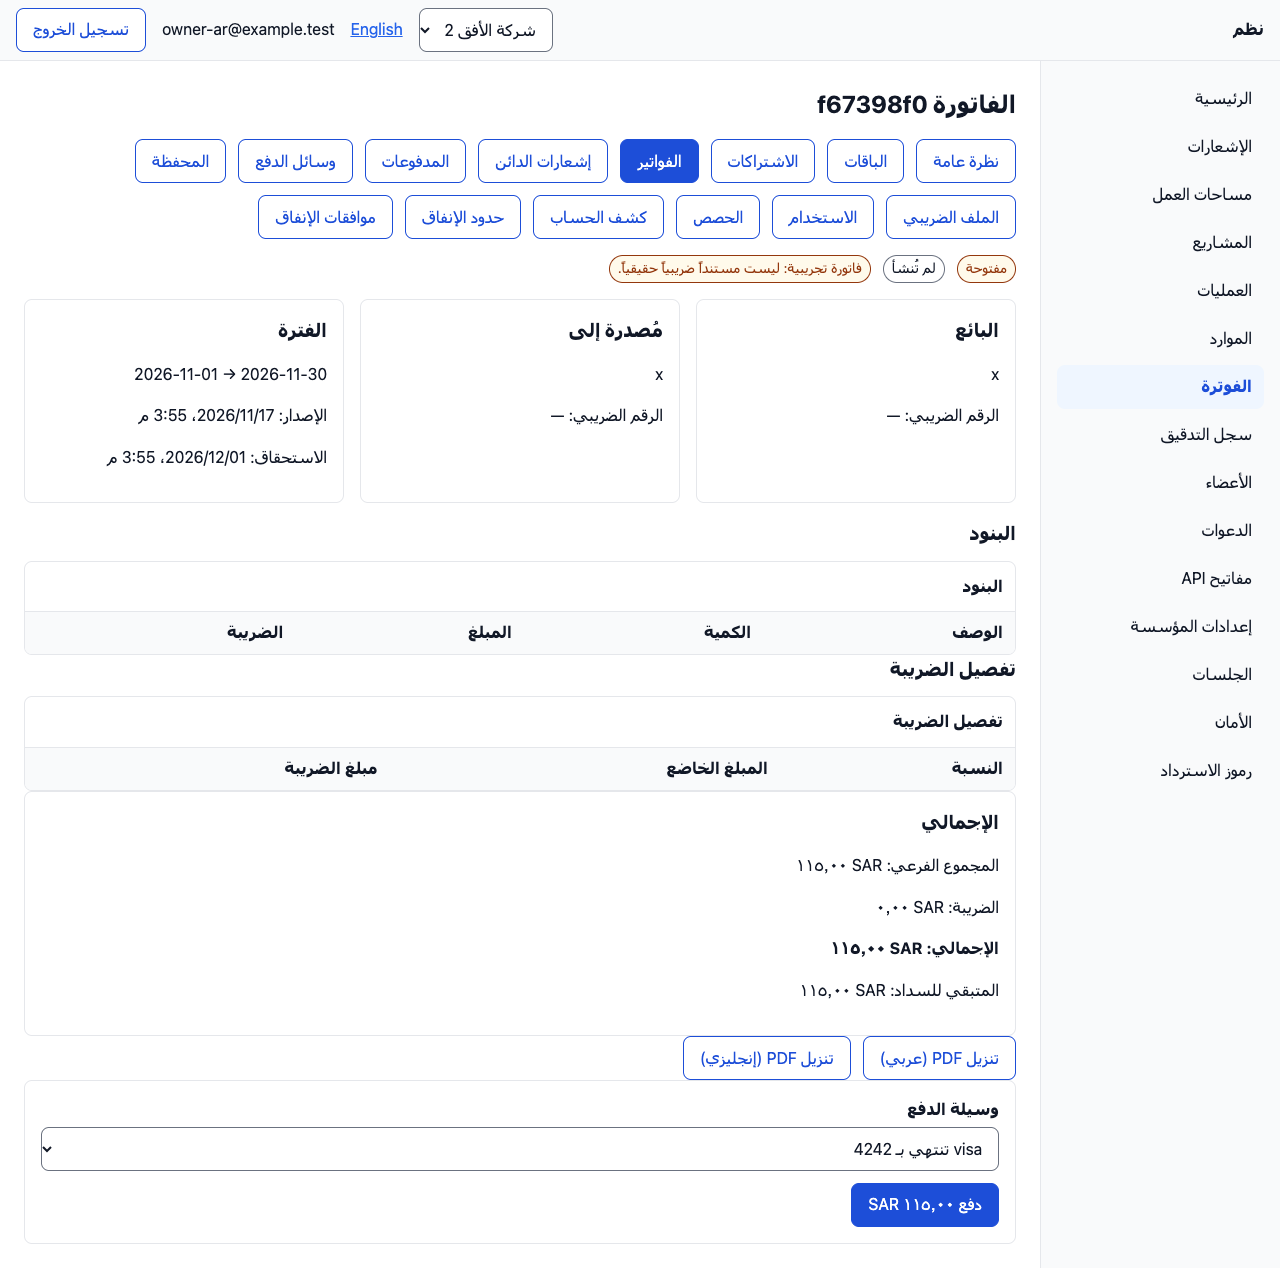 نظم
شركة الأفق 2
English
owner-ar@example.test
تسجيل الخروج
الرئيسية
الإشعارات
مساحات العمل
المشاريع
العمليات
الموارد
الفوترة
سجل التدقيق
الأعضاء
الدعوات
مفاتيح API
إعدادات المؤسسة
الجلسات
الأمان
رموز الاسترداد
الفاتورة f67398f0
نظرة عامة
الباقات
الاشتراكات
الفواتير
إشعارات الدائن
المدفوعات
وسائل الدفع
المحفظة
الملف الضريبي
الاستخدام
الحصص
كشف الحساب
حدود الإنفاق
موافقات الإنفاق
مفتوحة
لم تُنشأ
فاتورة تجريبية: ليست مستنداً ضريبياً حقيقياً.
البائع
x
الرقم الضريبي: —
مُصدرة إلى
x
الرقم الضريبي: —
الفترة
2026-11-01 → 2026-11-30
الإصدار: 2026/11/17، 3:55 م
الاستحقاق: 2026/12/01، 3:55 م
البنود
البنود
الوصف الكمية المبلغ الضريبة
تفصيل الضريبة
تفصيل الضريبة
النسبة المبلغ الخاضع مبلغ الضريبة
الإجمالي
المجموع الفرعي: SAR ١١٥,٠٠
الضريبة: SAR ٠,٠٠
الإجمالي: SAR ١١٥,٠٠
المتبقي للسداد: SAR ١١٥,٠٠
تنزيل PDF (عربي)
تنزيل PDF (إنجليزي)
وسيلة الدفع
visa تنتهي بـ 4242
دفع SAR ١١٥,٠٠